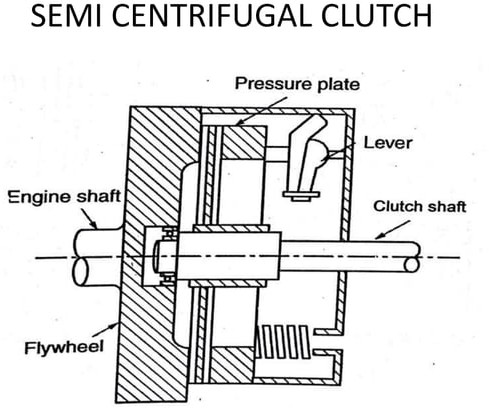 SEMI CENTRIFUGAL CLUTCH
Pressure plate
Lever
Engine shaft
Clutch shaft
Flywheel